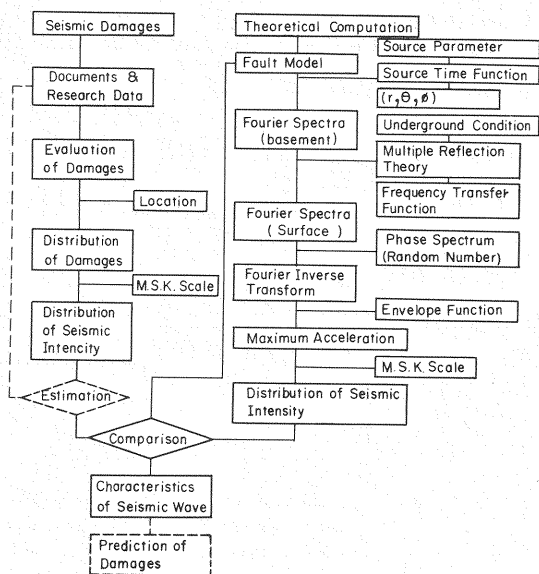 Seismic Damages
Documents &
Research Data
Evaluation
of Damages
Location
Distribution
of Damages
M.S.K. Scale
Distribution
of Seismic
Intencity
Estimation
Theoretical Computation
Source Parameter
Fault Model
Source Time Function
(r,θ,ø)
Fourier Spectra
(basement)
Underground Condition
Multiple Reflection
Theory
Frequency Transfer
Function
Fourier Spectra
(Surface)
Phase Spectrum
(Random Number)
Fourier Inverse
Transform
Envelope Function
Maximum Acceleration
M.S.K. Scale
Distribution of Seismic
Intensity
Comparison
Characteristics
of Seismic Wave
Prediction of
Damages